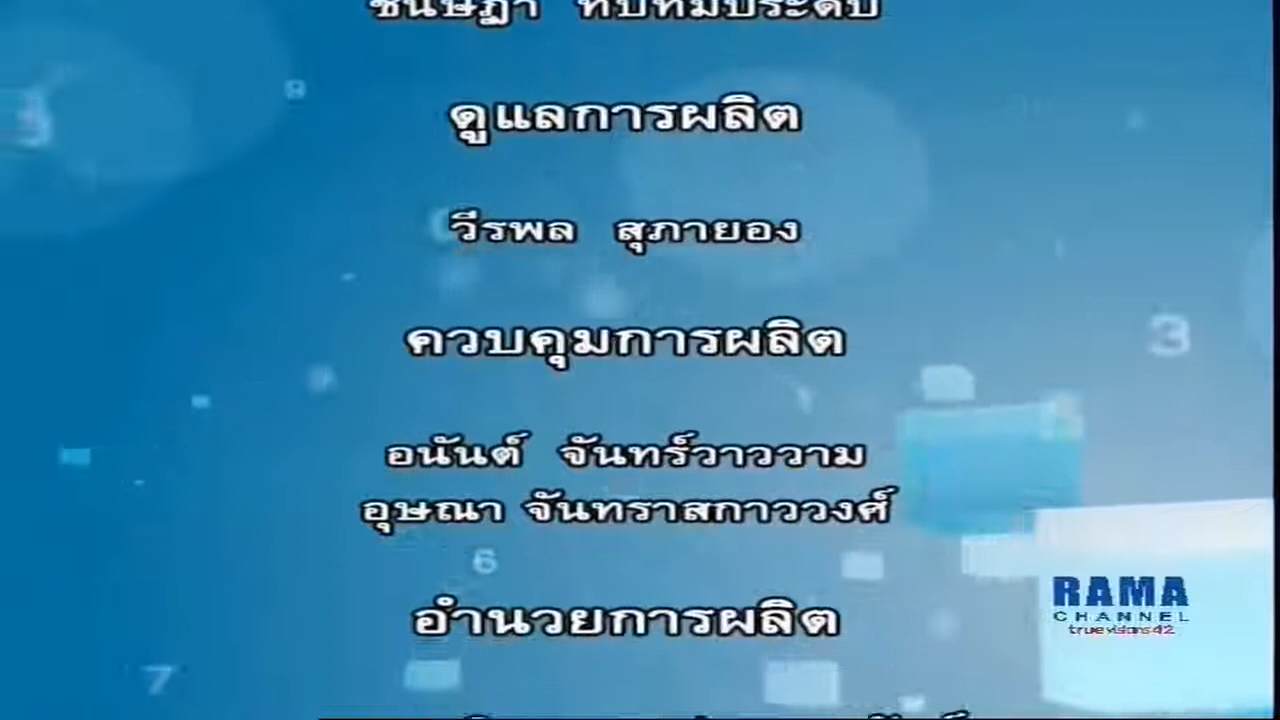 ดูแลการผลิต
วีรพล สุภายอง
ควบคุมการผลิต
อนันต์ จันทร์วาววาม
อุษณา จันทราสกาววงศ์
อำนวยการผลิต
3
6
7
RAMA
CHANNEL
truevisions42